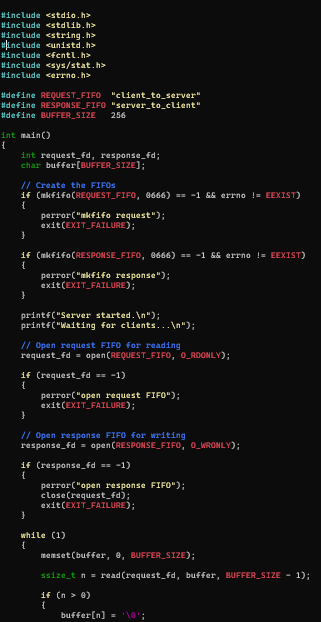 #include <stdio.h>
#include <stdlib.h>
#include <string.h>
#include <unistd.h>
#include <fcntl.h>
#include <sys/stat.h>
#include <errno.h>

#define REQUEST_FIFO  "client_to_server"
#define RESPONSE_FIFO "server_to_client"
#define BUFFER_SIZE   256

int main()
{
    int request_fd, response_fd;
    char buffer[BUFFER_SIZE];

    // Create the FIFOs
    if (mkfifo(REQUEST_FIFO, 0666) == -1 && errno != EEXIST)
    {
        perror("mkfifo request");
        exit(EXIT_FAILURE);
    }

    if (mkfifo(RESPONSE_FIFO, 0666) == -1 && errno != EEXIST)
    {
        perror("mkfifo response");
        exit(EXIT_FAILURE);
    }

    printf("Server started.\n");
    printf("Waiting for clients...\n");

    // Open request FIFO for reading
    request_fd = open(REQUEST_FIFO, O_RDONLY);

    if (request_fd == -1)
    {
        perror("open request FIFO");
        exit(EXIT_FAILURE);
    }

    // Open response FIFO for writing
    response_fd = open(RESPONSE_FIFO, O_WRONLY);

    if (response_fd == -1)
    {
        perror("open response FIFO");
        close(request_fd);
        exit(EXIT_FAILURE);
    }

    while (1)
    {
        memset(buffer, 0, BUFFER_SIZE);

        ssize_t n = read(request_fd, buffer, BUFFER_SIZE - 1);

        if (n > 0)
        {
            buffer[n] = '\0';